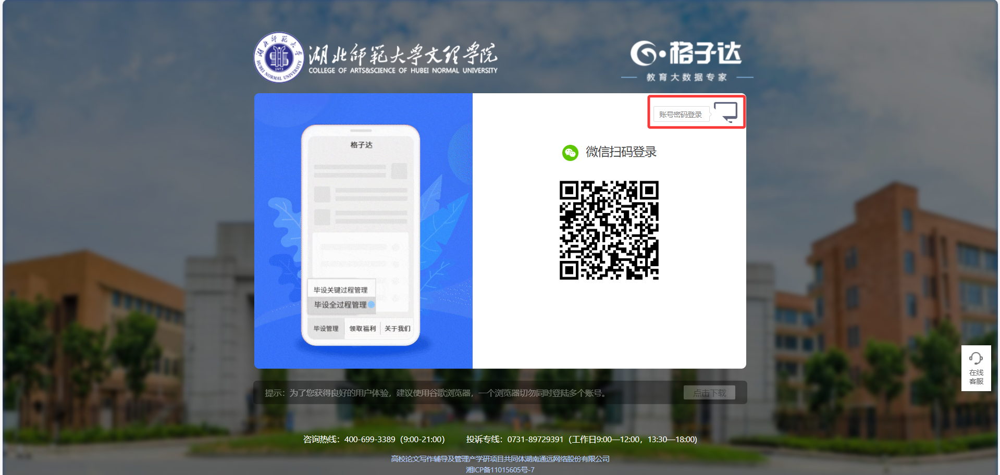 湖北师范大学
HUBEI NORMAL UNIVERSITY
1973
湖北师范大学文理学院
COLLEGE OF ARTS&SCIENCE OF HUBEI NORMAL UNIVERSITY
格子达
教育大数据专家
账号密码登录
格子达
微信扫码登录
毕设关键过程管理
毕设全过程管理
毕设管理
领取福利
关于我们
在线
客服
提示：为了您获得良好的用户体验，建议使用谷歌浏览器，一个浏览器切勿同时登陆多个账号。
点击下载
咨询热线：400-699-3389（9:00-21:00） 投诉专线：0731-89729391（工作日9:00—12:00，13:30—18:00)
高校论文写作辅导及管理产学研项目共同体湖南通远网络股份有限公司
湘ICP备11015605号-7